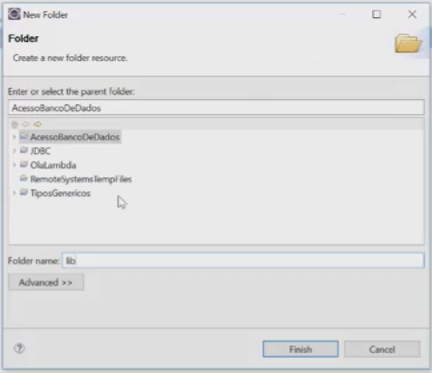 New Folder
Folder
Create a new folder resource.
Enter or select the parent folder:
AcessoBancoDeDados
AcessoBancoDeDados
JDBC
OlaLambda
RemoteSystemsTempFiles
TiposGenericos
Folder name: lib
Advanced >>
Finish Cancel